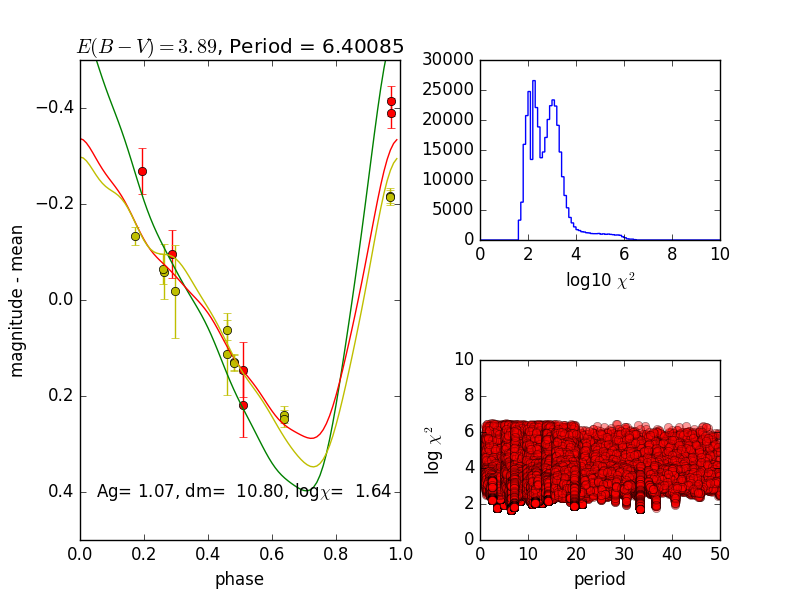 E(B−V)=3.89, Period = 6.40085
magnitude - mean
−0.4
−0.2
0.0
0.2
0.4
Ag= 1.07, dm= 10.80, logχ= 1.64
0.0 0.2 0.4 0.6 0.8 1.0
phase
30000
25000
20000
15000
10000
5000
0
0 2 4 6 8 10
log10 χ²
log χ²
10
8
6
4
2
0
0 10 20 30 40 50
period